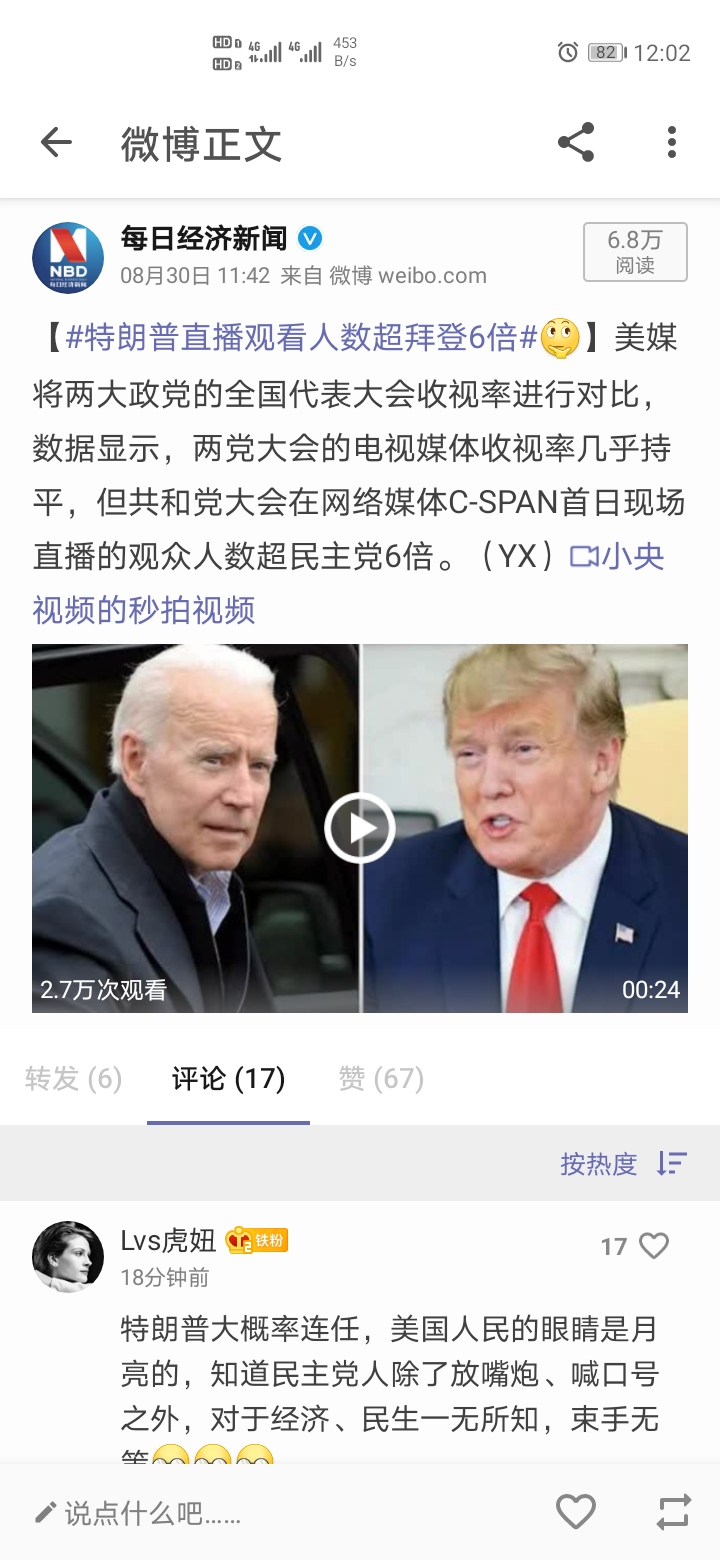 HD 1 4G 4G 453
HD 2 B/s
82 12:02
微博正文
每日经济新闻
NBD
每日经济新闻
08月30日 11:42 来自 微博 weibo.com
6.8万
阅读
【#特朗普直播观看人数超拜登6倍#】美媒
将两大政党的全国代表大会收视率进行对比，
数据显示，两党大会的电视媒体收视率几乎持
平，但共和党大会在网络媒体C-SPAN首日现场
直播的观众人数超民主党6倍。（YX）小央
视频的秒拍视频
2.7万次观看
00:24
转发 (6) 评论 (17) 赞 (67)
按热度
Lvs虎妞 2 铁粉
17
18分钟前
特朗普大概率连任，美国人民的眼睛是月
亮的，知道民主党人除了放嘴炮、喊口号
之外，对于经济、民生一无所知，束手无
说点什么吧......